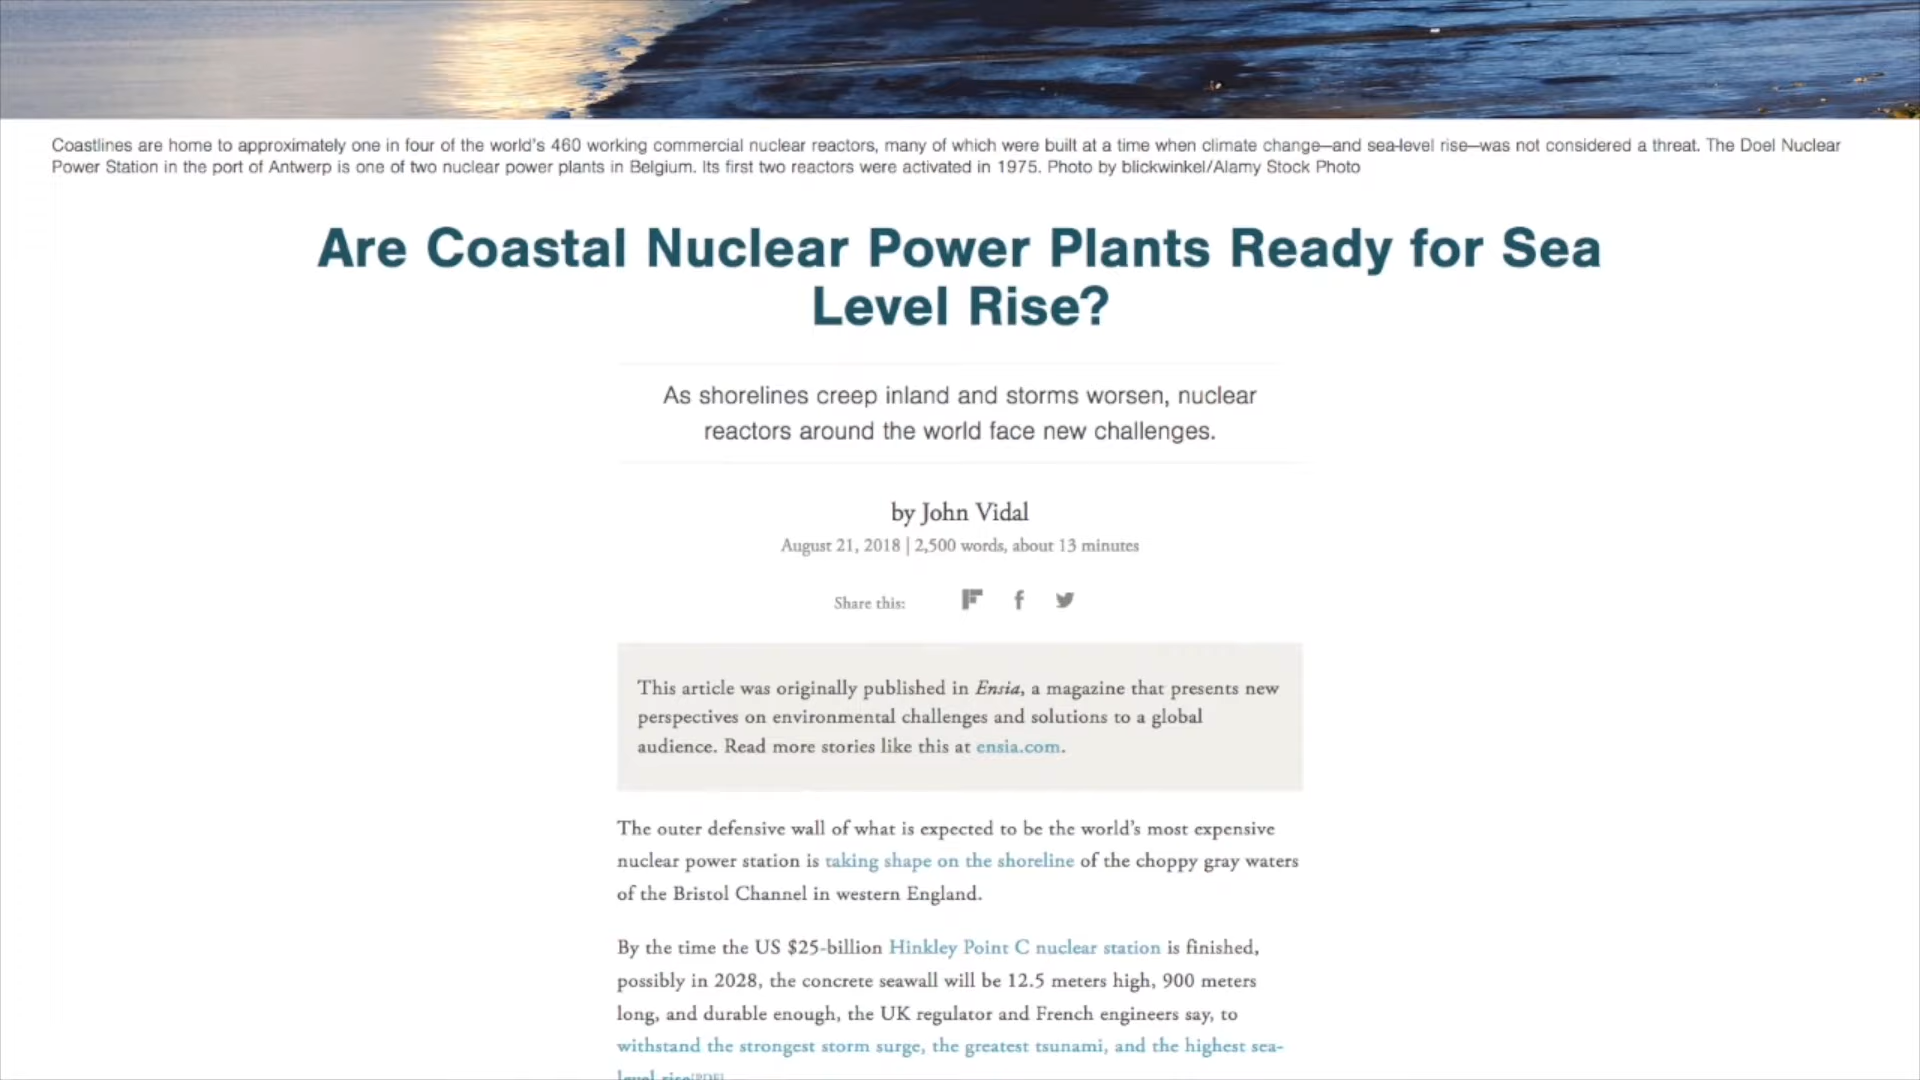 Coastlines are home to approximately one in four of the world's 460 working commercial nuclear reactors, many of which were built at a time when climate change—and sea-level rise—was not considered a threat. The Doel Nuclear
Power Station in the port of Antwerp is one of two nuclear power plants in Belgium. Its first two reactors were activated in 1975. Photo by blickwinkel/Alamy Stock Photo
Are Coastal Nuclear Power Plants Ready for Sea
Level Rise?
As shorelines creep inland and storms worsen, nuclear
reactors around the world face new challenges.
by John Vidal
August 21, 2018 | 2,500 words, about 13 minutes
Share this:
This article was originally published in Ensia, a magazine that presents new
perspectives on environmental challenges and solutions to a global
audience. Read more stories like this at ensia.com.
The outer defensive wall of what is expected to be the world's most expensive
nuclear power station is taking shape on the shoreline of the choppy gray waters
of the Bristol Channel in western England.
By the time the US $25-billion Hinkley Point C nuclear station is finished,
possibly in 2028, the concrete seawall will be 12.5 meters high, 900 meters
long, and durable enough, the UK regulator and French engineers say, to
withstand the strongest storm surge, the greatest tsunami, and the highest sea-
level rise[PDF].